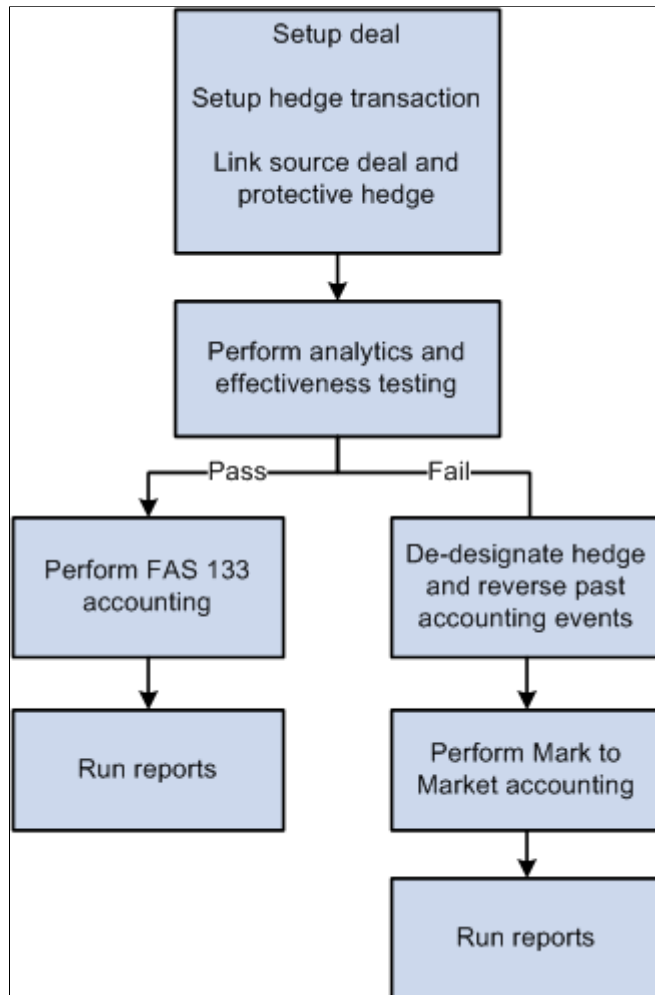 Setup deal
Setup hedge transaction
Link source deal and
protective hedge
Perform analytics and
effectiveness testing
Pass
Fail
Perform FAS 133
accounting
De-designate hedge
and reverse past
accounting events
Run reports
Perform Mark to
Market accounting
Run reports